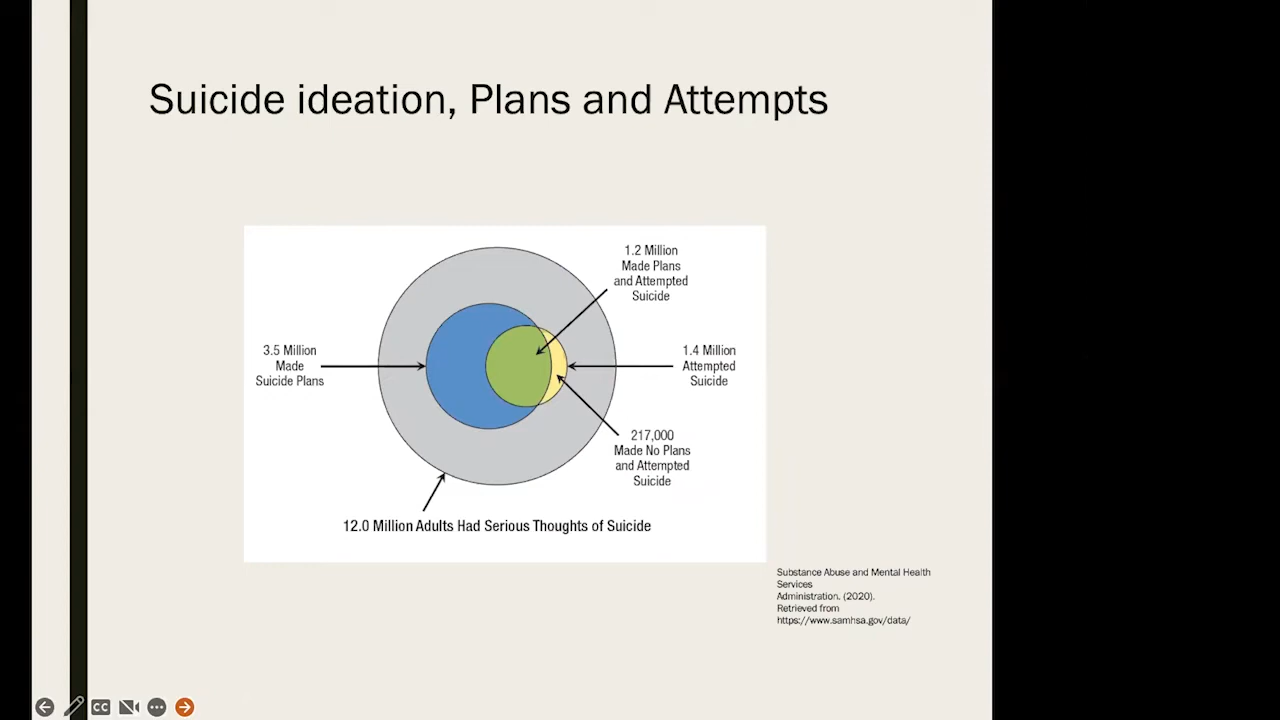 Suicide ideation, Plans and Attempts
1.2 Million
Made Plans
and Attempted
Suicide
3.5 Million
Made
Suicide Plans
1.4 Million
Attempted
Suicide
217,000
Made No Plans
and Attempted
Suicide
12.0 Million Adults Had Serious Thoughts of Suicide
Substance Abuse and Mental Health
Services
Administration. (2020).
Retrieved from
https://www.samhsa.gov/data/
CC